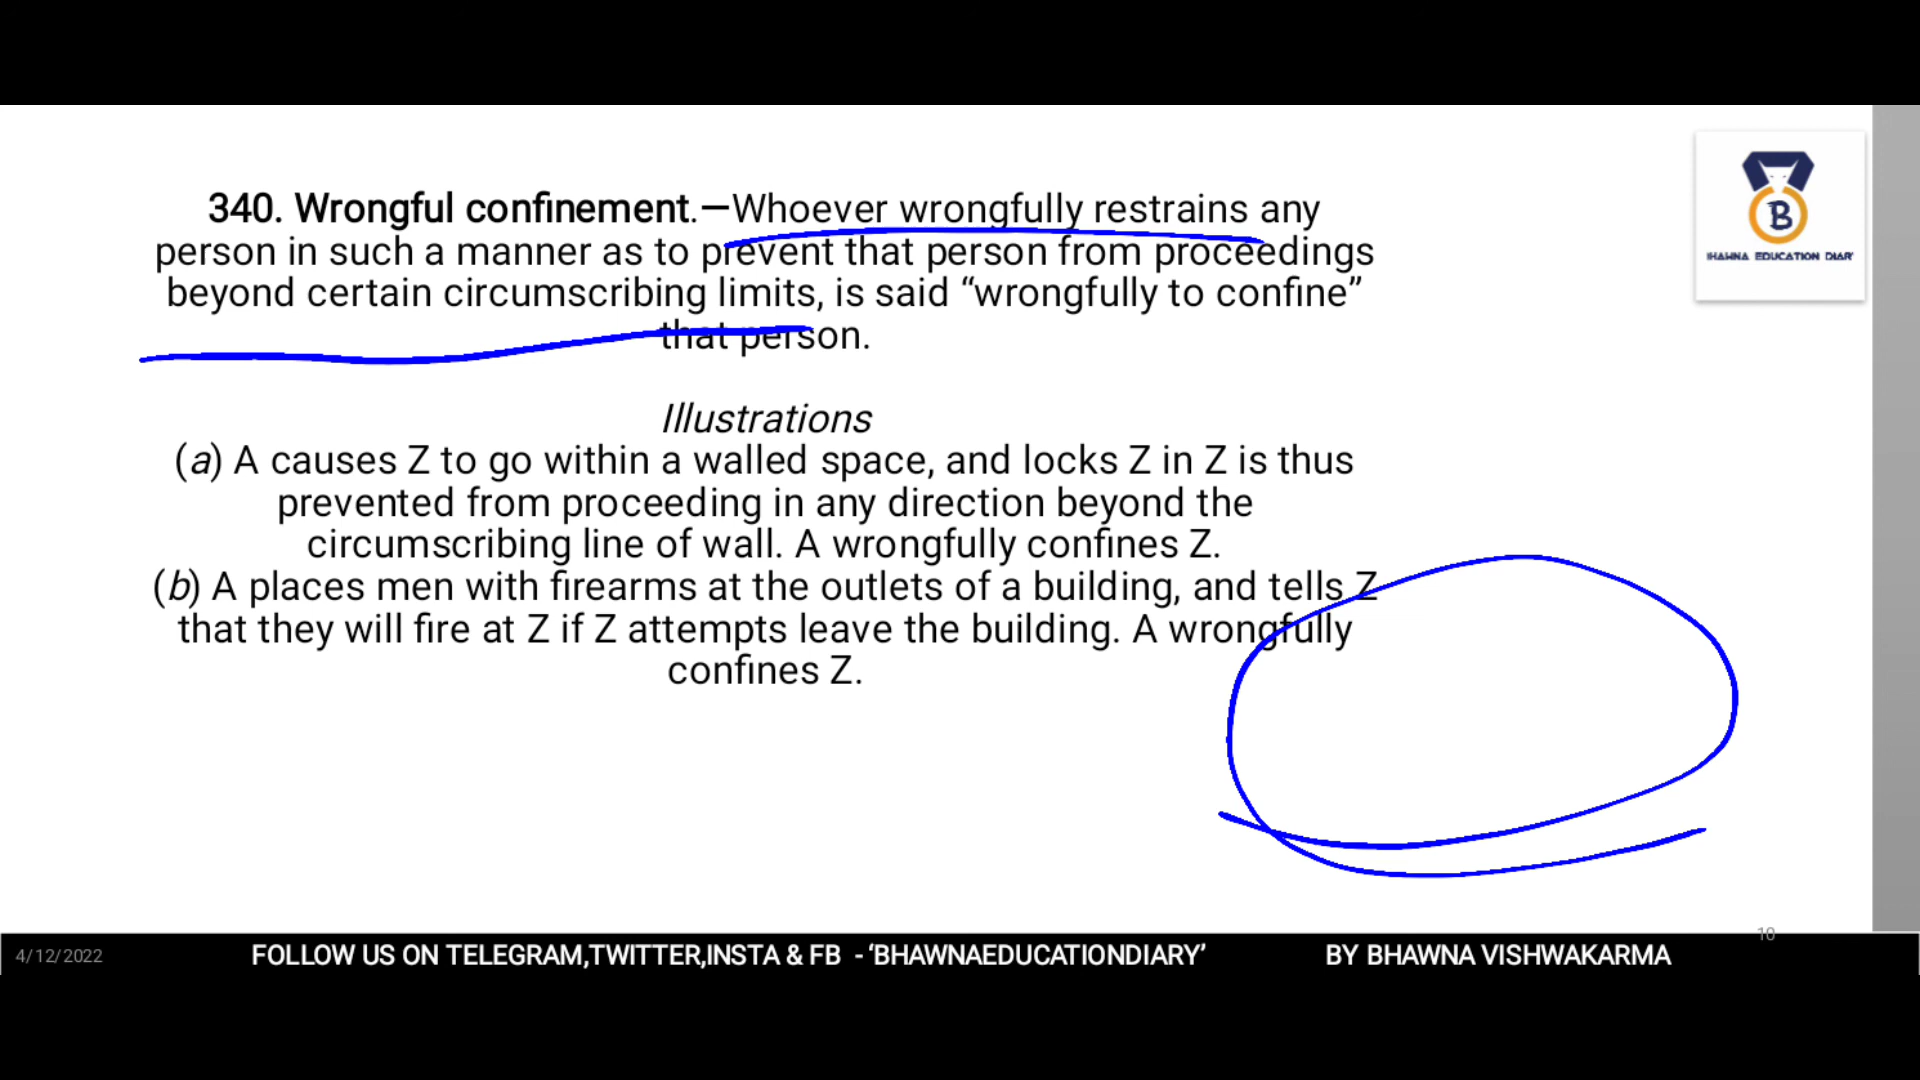 340. Wrongful confinement.—Whoever wrongfully restrains any
person in such a manner as to prevent that person from proceedings
beyond certain circumscribing limits, is said “wrongfully to confine”
that person.
Illustrations
(a) A causes Z to go within a walled space, and locks Z in Z is thus
prevented from proceeding in any direction beyond the
circumscribing line of wall. A wrongfully confines Z.
(b) A places men with firearms at the outlets of a building, and tells Z
that they will fire at Z if Z attempts leave the building. A wrongfully
confines Z.
B
BHAWNA EDUCATION DIARY
10
4/12/2022 FOLLOW US ON TELEGRAM,TWITTER,INSTA & FB - ‘BHAWNAEDUCATIONDIARY’ BY BHAWNA VISHWAKARMA